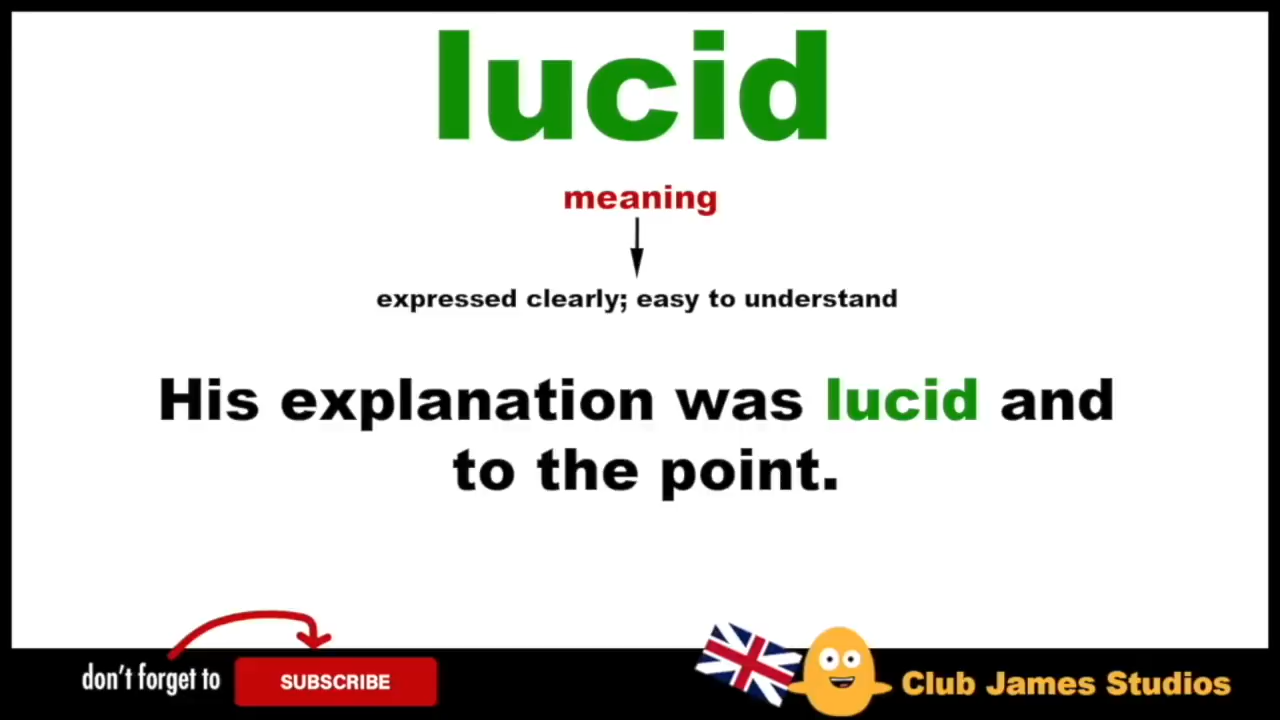 lucid
meaning
expressed clearly; easy to understand
His explanation was lucid and
to the point.
don't forget to
SUBSCRIBE
Club James Studios